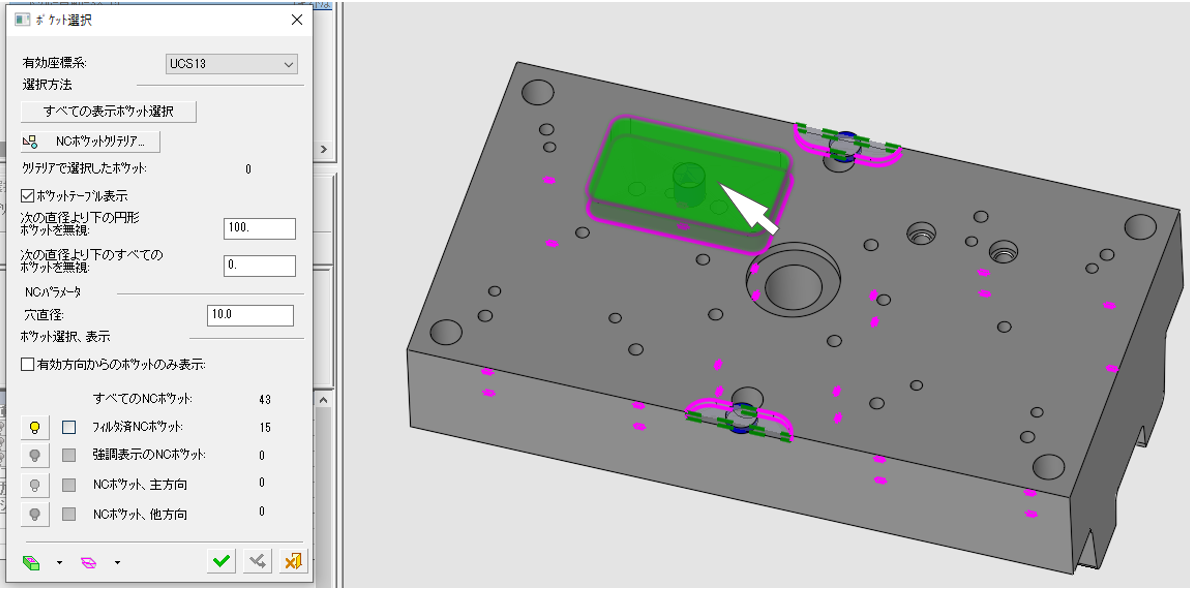 ポケット選択
有効座標系:
UCS13
選択方法
すべての表示ポケット選択
NCポケットクリテリア...
クリテリアで選択したポケット:
0
ポケットテーブル表示
次の直径より下の円形
ポケットを無視:
100.
次の直径より下のすべての
ポケットを無視:
0.
NCパラメータ
穴直径:
10.0
ポケット選択、表示
有効方向からのポケットのみ表示:
すべてのNCポケット:
43
フィルタ済NCポケット:
15
強調表示のNCポケット:
0
NCポケット、主方向
0
NCポケット、他方向
0